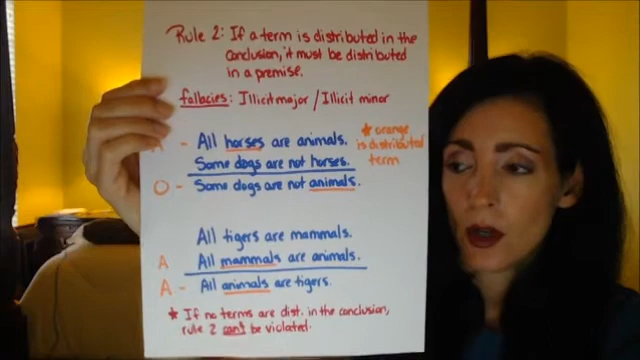 Rule 2: If a term is distributed in the
conclusion, it must be distributed
in a premise.
fallacies: Illicit major / Illicit minor
A - All horses are animals.
★ orange
is distributed
term
Some dogs are not horses.
O - Some dogs are not animals.
All tigers are mammals.
A All mammals are animals.
A - All animals are tigers.
* If no terms are dist. in the conclusion,
rule 2 can't be violated.